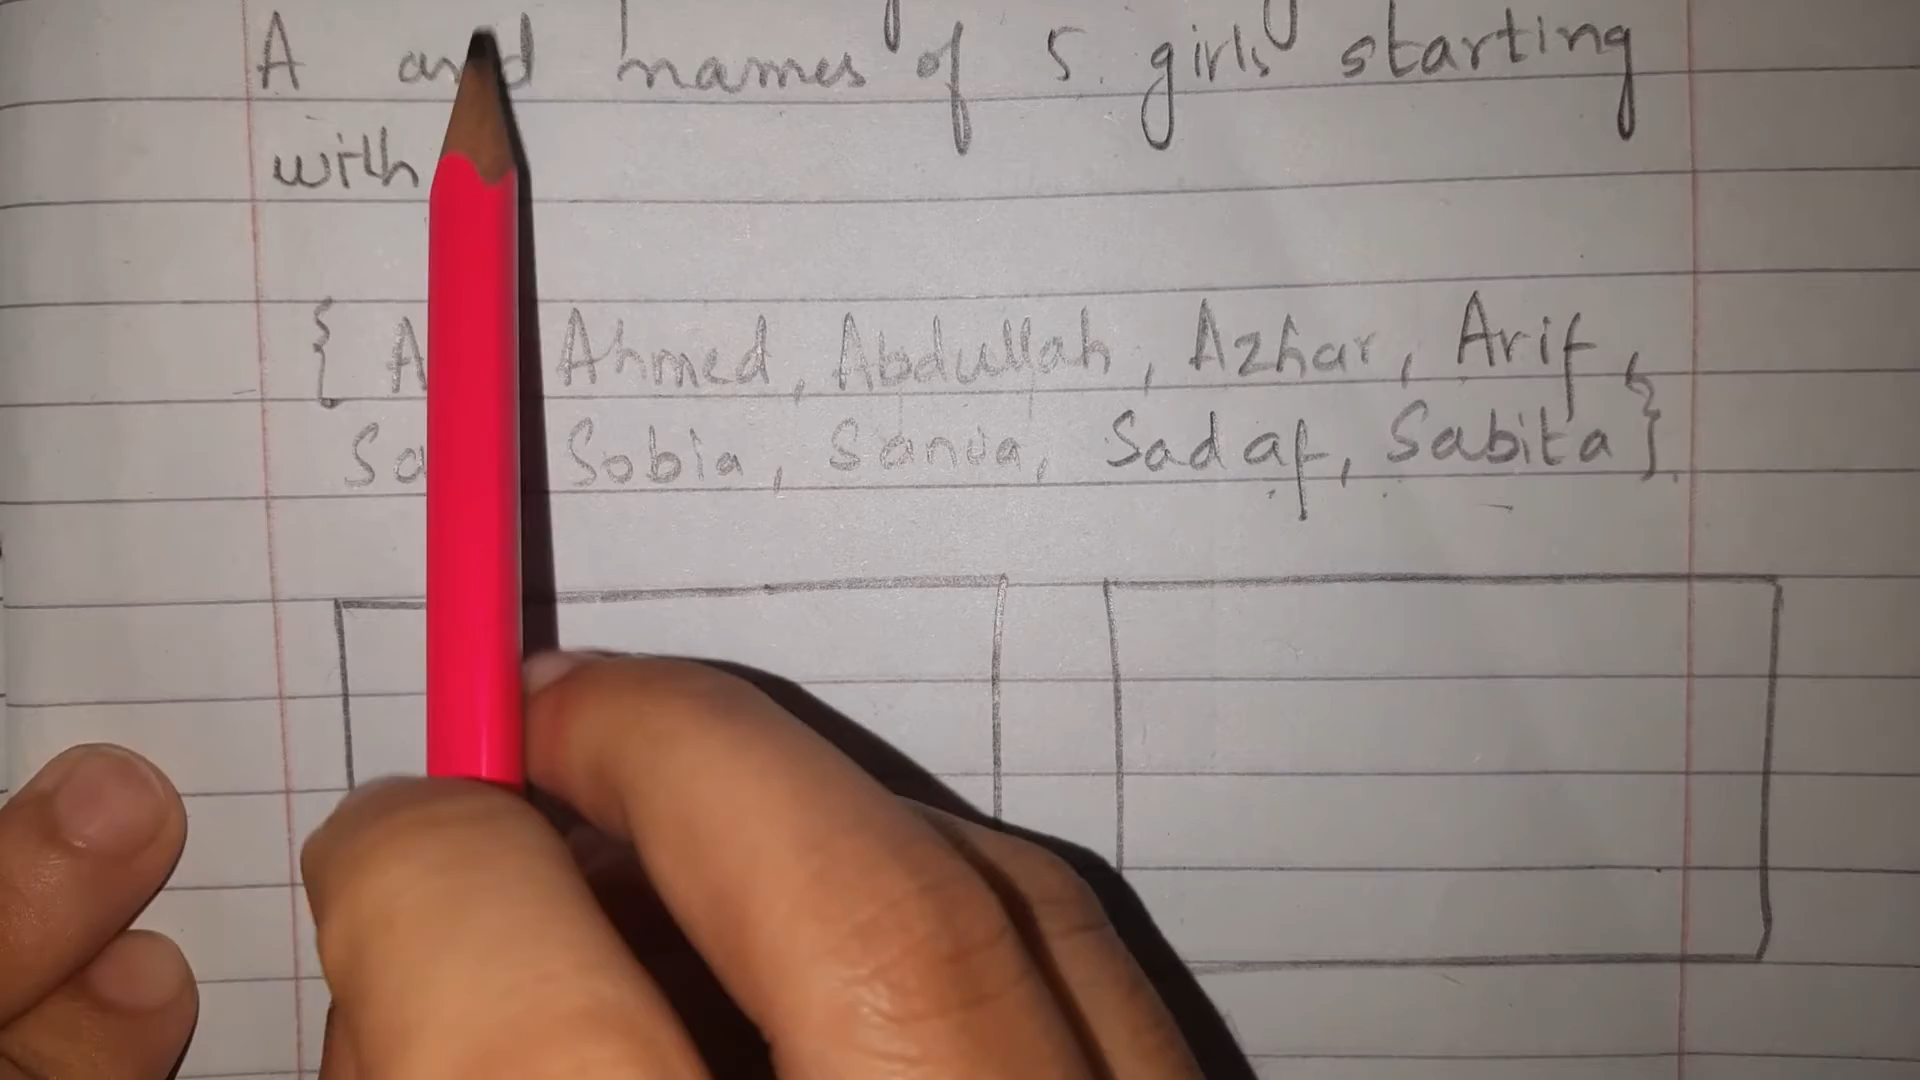 A and names of 5 girls starting
with
{ A Ahmed, Abdullah, Azhar, Arif,
Sobia, Sania, Sadaf, Sabita }.